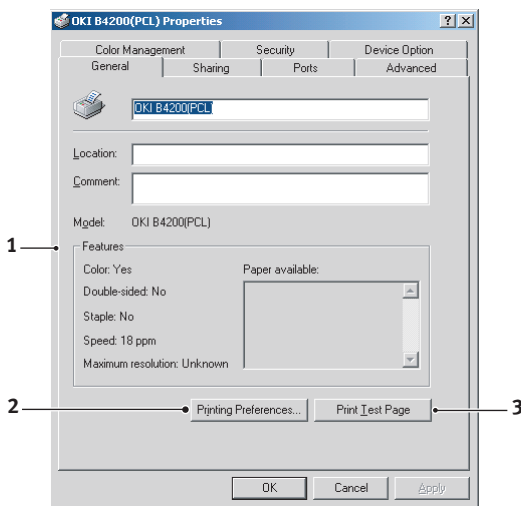 OKI B4200(PCL) Properties
Color Management Security Device Option
General Sharing Ports Advanced
OKI B4200(PCL)
Location:
Comment:
Model: OKI B4200(PCL)
1
Features
Color: Yes Paper available:
Double-sided: No
Staple: No
Speed: 18 ppm
Maximum resolution: Unknown
2 Printing Preferences... Print Test Page 3
OK Cancel Apply